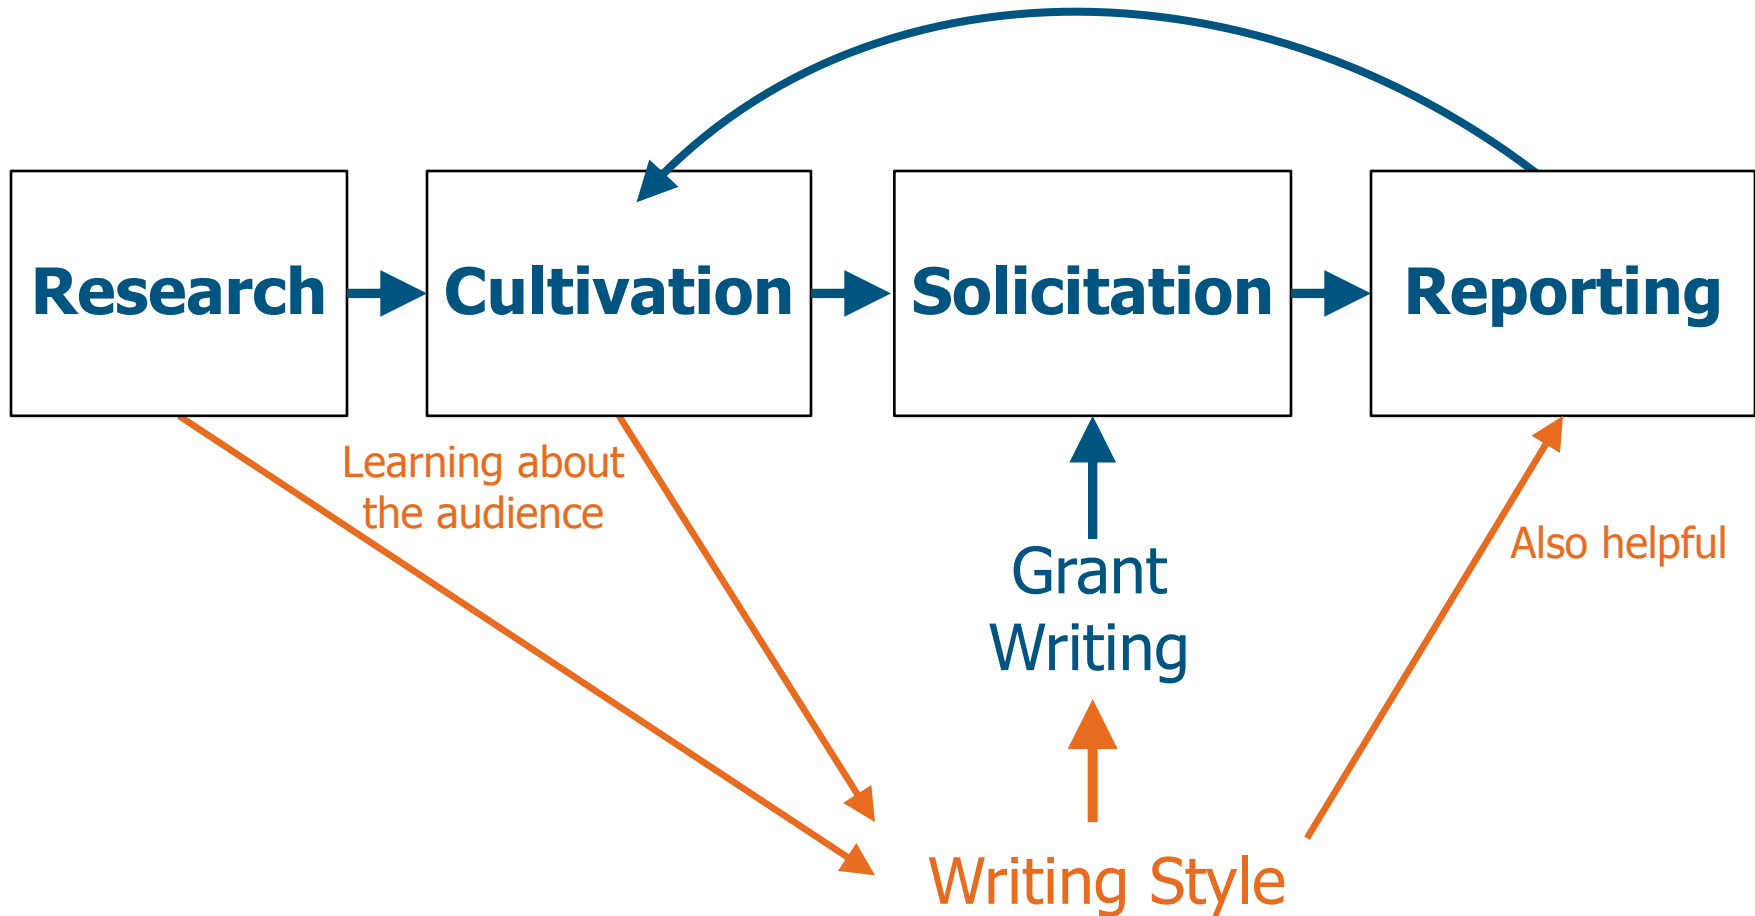 Research
Cultivation
Solicitation
Reporting
Learning about
the audience
Also helpful
Grant
Writing
Writing Style